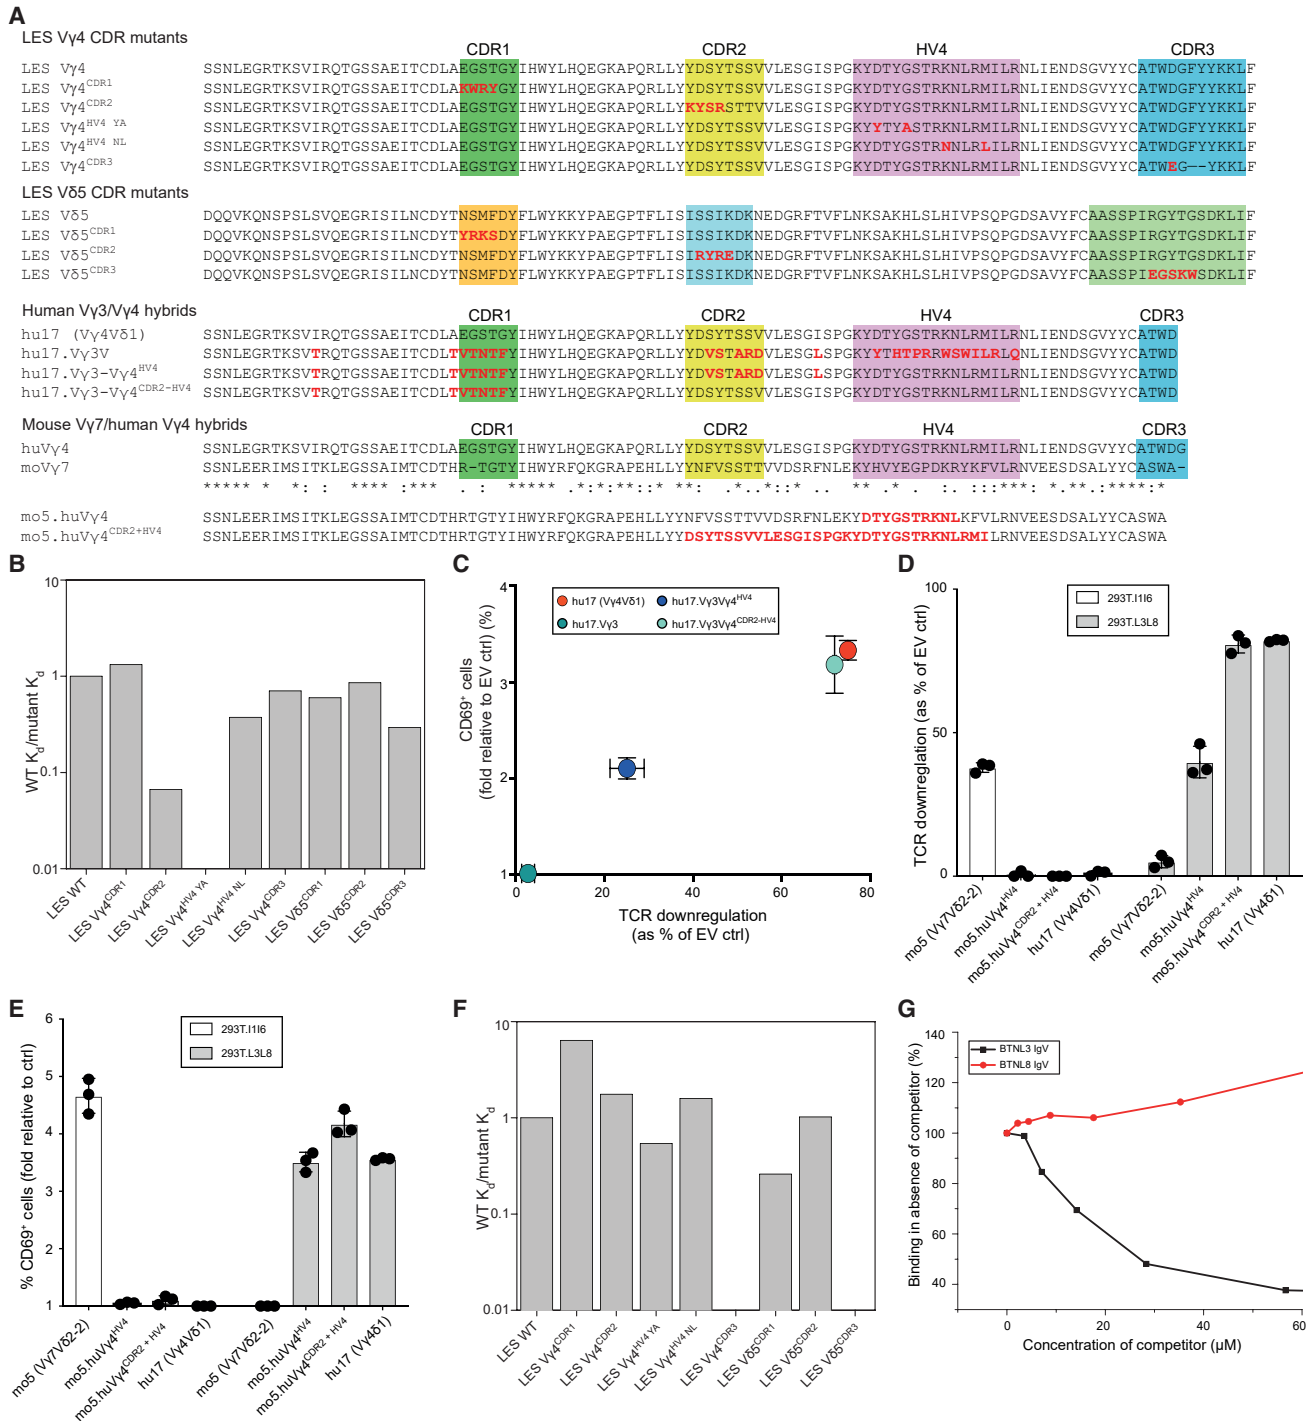 A
LES Vγ4 CDR mutants
CDR1 CDR2 HV4 CDR3
LES Vγ4 SSNLEGRTKSVIRQTGSSAEITCDLAEGSTGYIHWYLHQEGKAPQRLLYYDSYTSSVVLESGISPGKYDTYGSTRKNLRMILRNLIENDSGVYYCATWDGFYYKKLF
LES Vγ4CDR1 SSNLEGRTKSVIRQTGSSAEITCDLAKWRYGYIHWYLHQEGKAPQRLLYYDSYTSSVVLESGISPGKYDTYGSTRKNLRMILRNLIENDSGVYYCATWDGFYYKKLF
LES Vγ4CDR2 SSNLEGRTKSVIRQTGSSAEITCDLAEGSTGYIHWYLHQEGKAPQRLLYKYSRSTTVVLESGISPGKYDTYGSTRKNLRMILRNLIENDSGVYYCATWDGFYYKKLF
LES Vγ4HV4 YA SSNLEGRTKSVIRQTGSSAEITCDLAEGSTGYIHWYLHQEGKAPQRLLYYDSYTSSVVLESGISPGKYYTYASTRKNLRMILRNLIENDSGVYYCATWDGFYYKKLF
LES Vγ4HV4 NL SSNLEGRTKSVIRQTGSSAEITCDLAEGSTGYIHWYLHQEGKAPQRLLYYDSYTSSVVLESGISPGKYDTYGSTRNNLRLILRNLIENDSGVYYCATWDGFYYKKLF
LES Vγ4CDR3 SSNLEGRTKSVIRQTGSSAEITCDLAEGSTGYIHWYLHQEGKAPQRLLYYDSYTSSVVLESGISPGKYDTYGSTRKNLRMILRNLIENDSGVYYCATWEG--YKKLF
LES Vδ5 CDR mutants
LES Vδ5 DQQVKQNSPSLSVQEGRISILNCDYTNSMFDYFLWYKKYPAEGPTFLISISSIKDKNEDGRFTVFLNKSAKHLSLHIVPSQPGDSAVYFCAASSPIRGYTGSDKLIF
LES Vδ5CDR1 DQQVKQNSPSLSVQEGRISILNCDYTYRKSDYFLWYKKYPAEGPTFLISISSIKDKNEDGRFTVFLNKSAKHLSLHIVPSQPGDSAVYFCAASSPIRGYTGSDKLIF
LES Vδ5CDR2 DQQVKQNSPSLSVQEGRISILNCDYTNSMFDYFLWYKKYPAEGPTFLISIRYREDKNEDGRFTVFLNKSAKHLSLHIVPSQPGDSAVYFCAASSPIRGYTGSDKLIF
LES Vδ5CDR3 DQQVKQNSPSLSVQEGRISILNCDYTNSMFDYFLWYKKYPAEGPTFLISISSIKDKNEDGRFTVFLNKSAKHLSLHIVPSQPGDSAVYFCAASSPIEGSKWSDKLIF
Human Vγ3/Vγ4 hybrids
CDR1 CDR2 HV4 CDR3
hu17 (Vγ4Vδ1) SSNLEGRTKSVIRQTGSSAEITCDLAEGSTGYIHWYLHQEGKAPQRLLYYDSYTSSVVLESGISPGKYDTYGSTRKNLRMILRNLIENDSGVYYCATWD
hu17.Vγ3V SSNLEGRTKSVTRQTGSSAEITCDLTVTNTFYIHWYLHQEGKAPQRLLYYDVSTARDVLESGLSPGKYYTHTPRRWSWILRLQNLIENDSGVYYCATWD
hu17.Vγ3-Vγ4HV4 SSNLEGRTKSVTRQTGSSAEITCDLTVTNTFYIHWYLHQEGKAPQRLLYYDVSTARDVLESGLSPGKYDTYGSTRKNLRMILRNLIENDSGVYYCATWD
hu17.Vγ3-Vγ4CDR2-HV4 SSNLEGRTKSVTRQTGSSAEITCDLTVTNTFYIHWYLHQEGKAPQRLLYYDSYTSSVVLESGISPGKYDTYGSTRKNLRMILRNLIENDSGVYYCATWD
Mouse Vγ7/human Vγ4 hybrids
CDR1 CDR2 HV4 CDR3
huVγ4 SSNLEGRTKSVIRQTGSSAEITCDLAEGSTGYIHWYLHQEGKAPQRLLYYDSYTSSVVLESGISPGKYDTYGSTRKNLRMILRNLIENDSGVYYCATWDG
moVγ7 SSNLEERIMSITKLEGSSAIMTCDTHR-TGTYIHWYRFQKGRAPEHLLYYNFVSSTTVVDSRFNLEKYHVYEGPDKRYKFVLRNVEESDSALYYCASWA-
mo5.huVγ4 SSNLEERIMSITKLEGSSAIMTCDTHRTGTYIHWYRFQKGRAPEHLLYYNFVSSTTVVDSRFNLEKYDTYGSTRKNLKFVLRNVEESDSALYYCASWA
mo5.huVγ4CDR2+HV4 SSNLEERIMSITKLEGSSAIMTCDTHRTGTYIHWYRFQKGRAPEHLLYYDSYTSSVVLESGISPGKYDTYGSTRKNLRMILRNVEESDSALYYCASWA
B
WT Kd/mutant Kd
10
1
0.1
0.01
LES WT
LES Vγ4CDR1
LES Vγ4CDR2
LES Vγ4HV4 YA
LES Vγ4HV4 NL
LES Vγ4CDR3
LES Vδ5CDR1
LES Vδ5CDR2
LES Vδ5CDR3
C
CD69+ cells
(fold relative to EV ctrl) (%)
4
3
2
1
hu17 (Vγ4Vδ1) hu17.Vγ3Vγ4HV4
hu17.Vγ3 hu17.Vγ3Vγ4CDR2-HV4
0 20 40 60 80
TCR downregulation
(as % of EV ctrl)
D
TCR downreglation (as % of EV ctrl)
100
50
0
293T.I1I6
293T.L3L8
mo5 (Vγ7Vδ2-2)
mo5.huVγ4HV4
mo5.huVγ4CDR2 + HV4
hu17 (Vγ4Vδ1)
mo5 (Vγ7Vδ2-2)
mo5.huVγ4HV4
mo5.huVγ4CDR2 + HV4
hu17 (Vγ4δ1)
E
% CD69+ cells (fold relative to ctrl)
6
5
4
3
2
1
293T.I1I6
293T.L3L8
mo5 (Vγ7Vδ2-2)
mo5.huVγ4HV4
mo5.huVγ4CDR2 + HV4
hu17 (Vγ4Vδ1)
mo5 (Vγ7Vδ2-2)
mo5.huVγ4HV4
mo5.huVγ4CDR2 + HV4
hu17 (Vγ4δ1)
F
WT Kd/mutant Kd
10
1
0.1
0.01
LES WT
LES Vγ4CDR1
LES Vγ4CDR2
LES Vγ4HV4 YA
LES Vγ4HV4 NL
LES Vγ4CDR3
LES Vδ5CDR1
LES Vδ5CDR2
LES Vδ5CDR3
G
Binding in absence of competitor (%)
140
120
100
80
60
40
BTNL3 IgV
BTNL8 IgV
0 20 40 60
Concentration of competitor (µM)